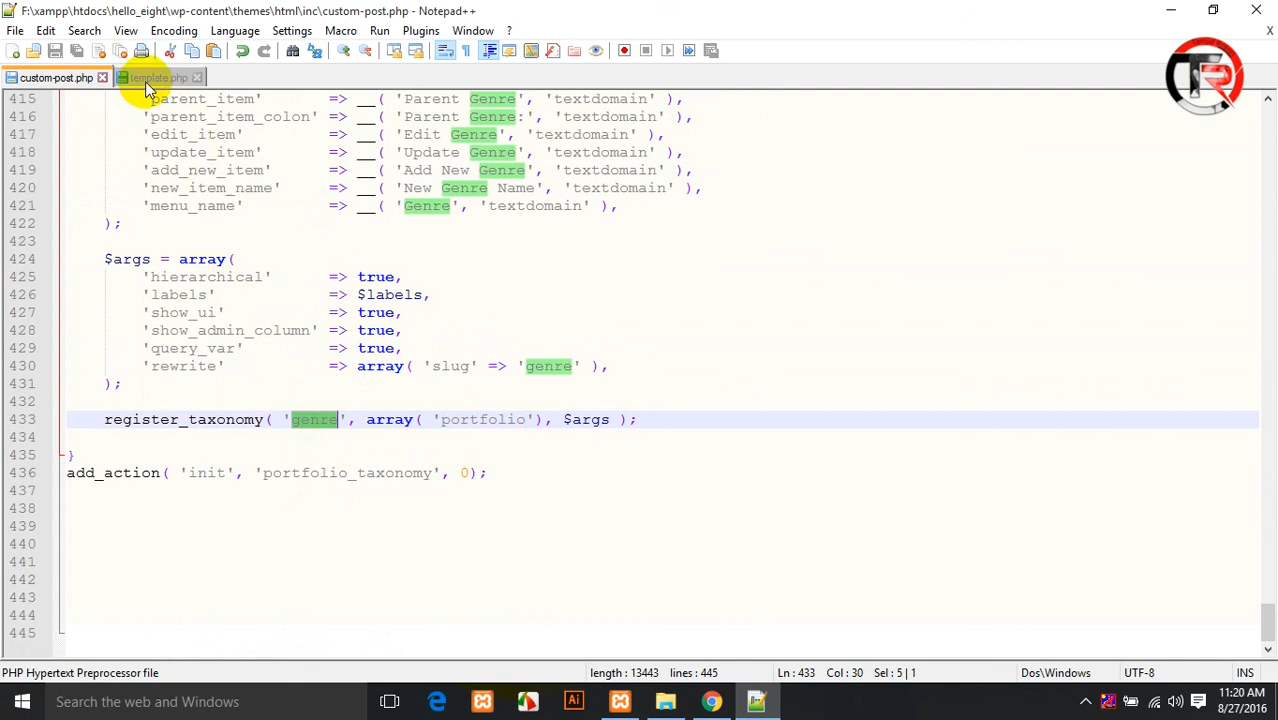 F:\xampp\htdocs\hello_eight\wp-content\themes\html\inc\custom-post.php - Notepad++
File Edit Search View Encoding Language Settings Macro Run Plugins Window ? X
custom-post.php template.php
415 'parent_item' => __( 'Parent Genre', 'textdomain' ),
416 'parent_item_colon' => __( 'Parent Genre:', 'textdomain' ),
417 'edit_item' => __( 'Edit Genre', 'textdomain' ),
418 'update_item' => __( 'Update Genre', 'textdomain' ),
419 'add_new_item' => __( 'Add New Genre', 'textdomain' ),
420 'new_item_name' => __( 'New Genre Name', 'textdomain' ),
421 'menu_name' => __( 'Genre', 'textdomain' ),
422 );
423
424 $args = array(
425 'hierarchical' => true,
426 'labels' => $labels,
427 'show_ui' => true,
428 'show_admin_column' => true,
429 'query_var' => true,
430 'rewrite' => array( 'slug' => 'genre' ),
431 );
432
433 register_taxonomy( 'genre', array( 'portfolio'), $args );
434
435 }
436 add_action( 'init', 'portfolio_taxonomy', 0);
437
438
439
440
441
442
443
444
445
PHP Hypertext Preprocessor file length : 13443 lines : 445 Ln : 433 Col : 30 Sel : 5 | 1 Dos\Windows UTF-8 INS
Search the web and Windows
Ai
11:20 AM
8/27/2016